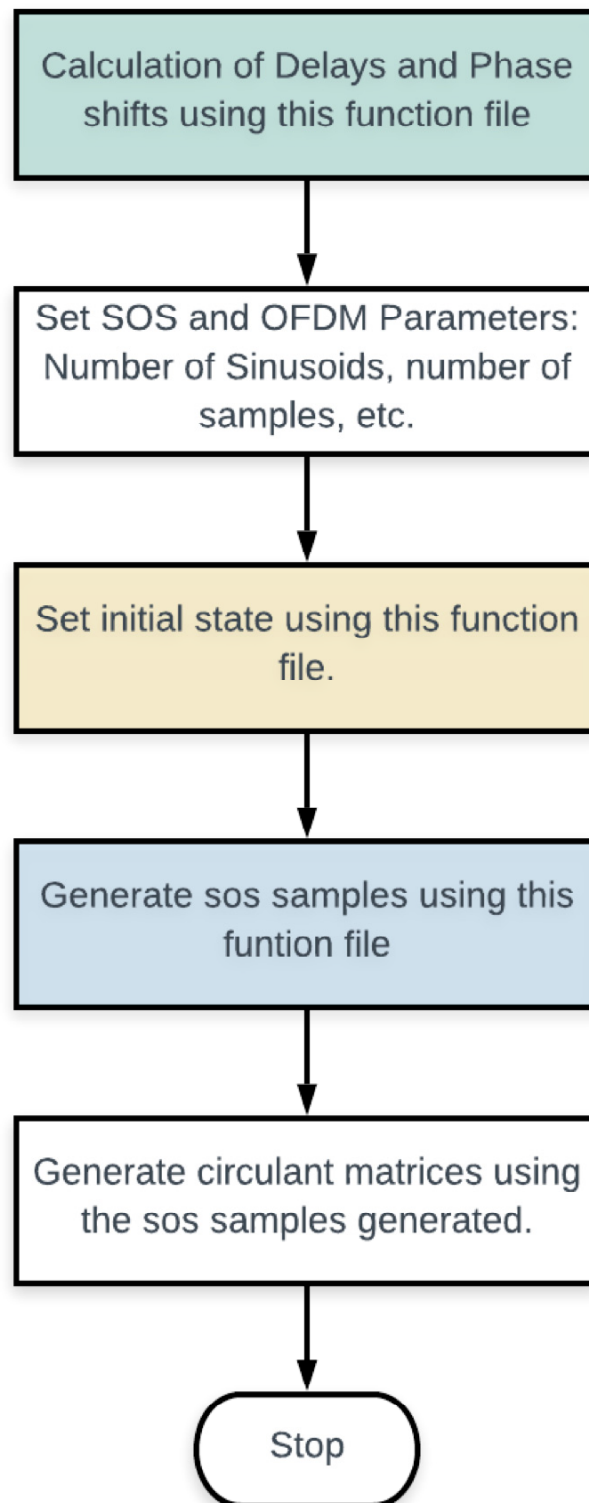 Calculation of Delays and Phase
shifts using this function file
Set SOS and OFDM Parameters:
Number of Sinusoids, number of
samples, etc.
Set initial state using this function
file.
Generate sos samples using this
funtion file
Generate circulant matrices using
the sos samples generated.
Stop